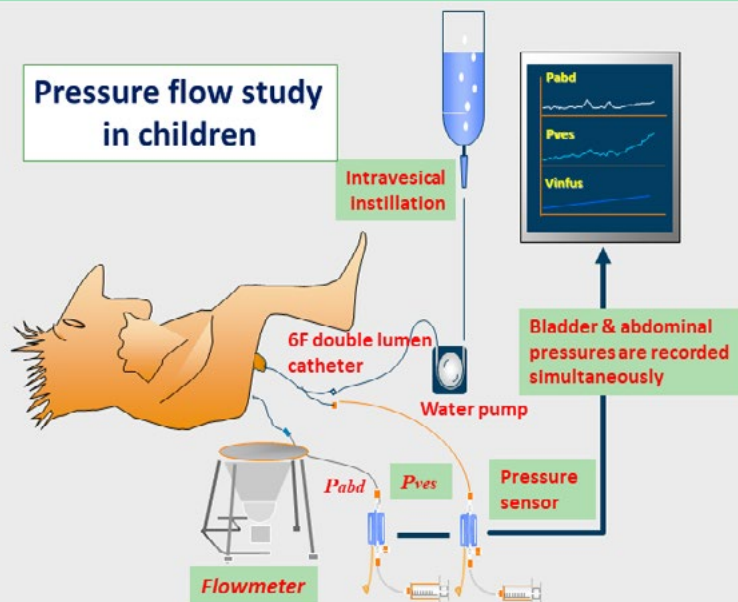 Pressure flow study
in children
Intravesical
instillation
Pabd
Pves
Vinfus
6F double lumen
catheter
Water pump
Bladder & abdominal
pressures are recorded
simultaneously
Pabd
Pves
Pressure
sensor
Flowmeter